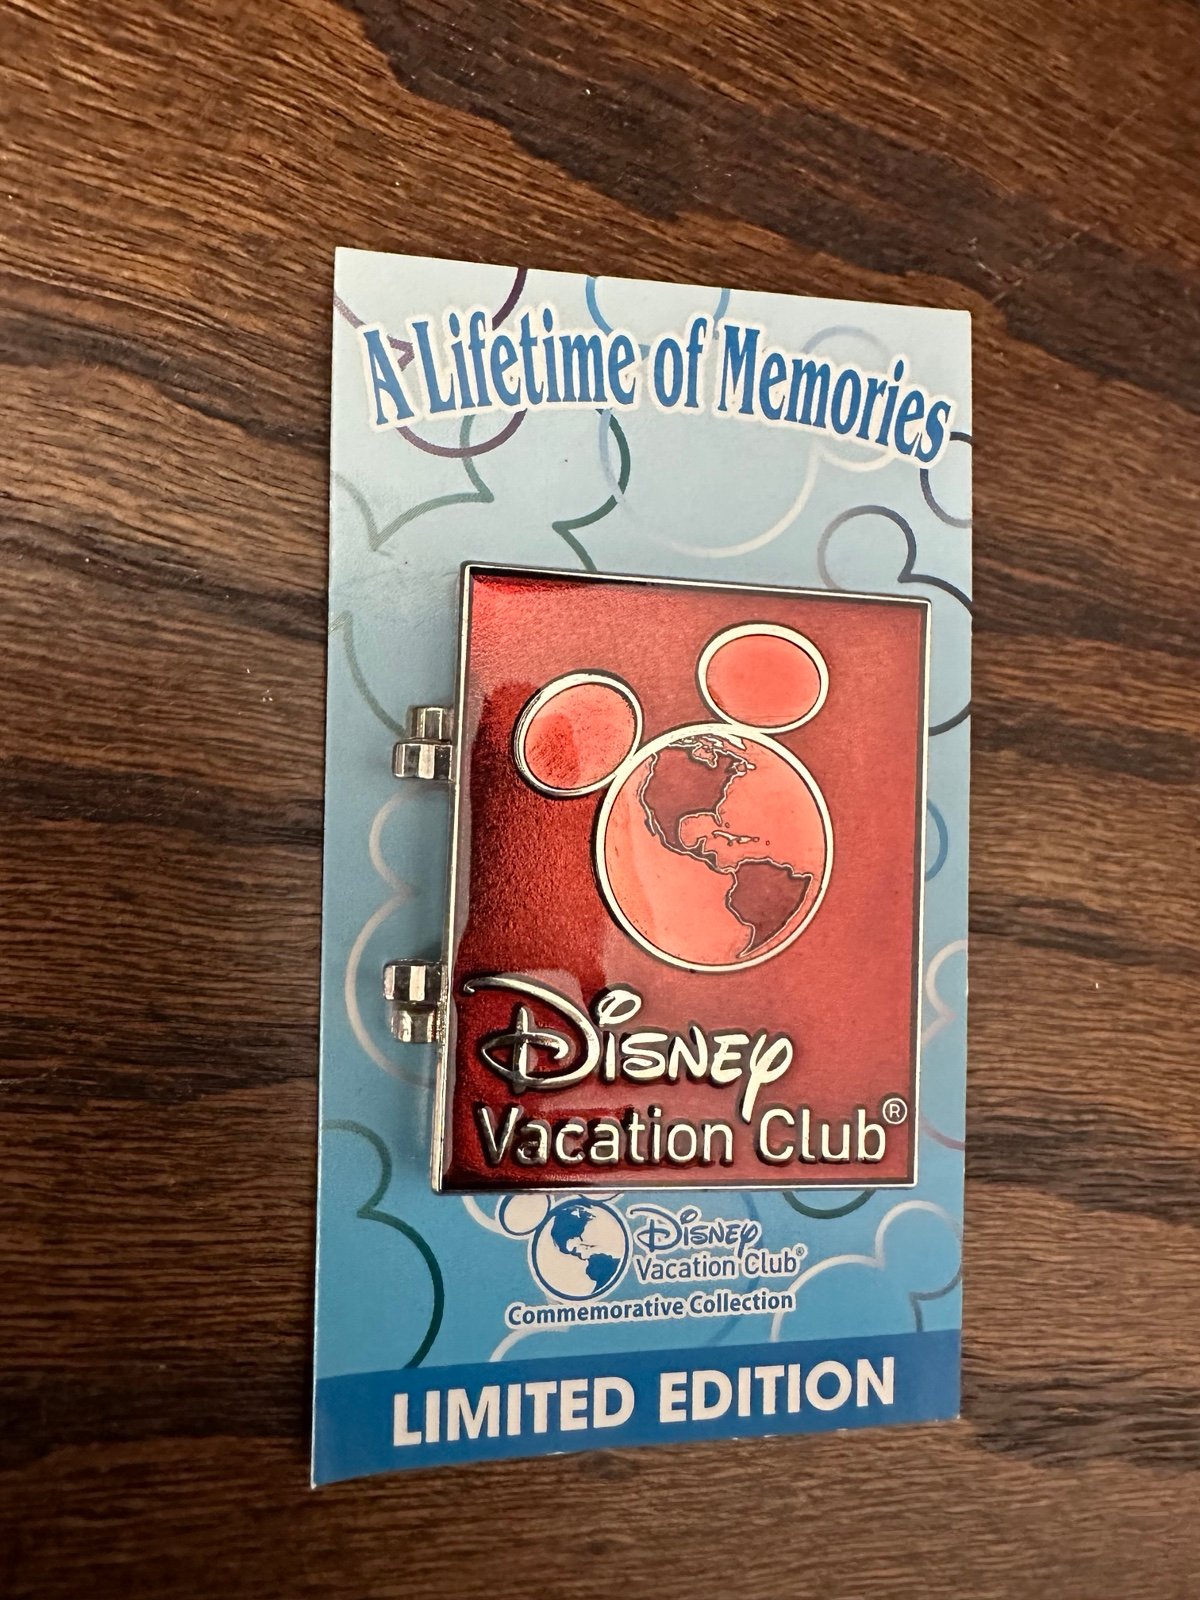 A Lifetime of Memories
Disney
Vacation Club®
Disney
Vacation Club®
Commemorative Collection
LIMITED EDITION